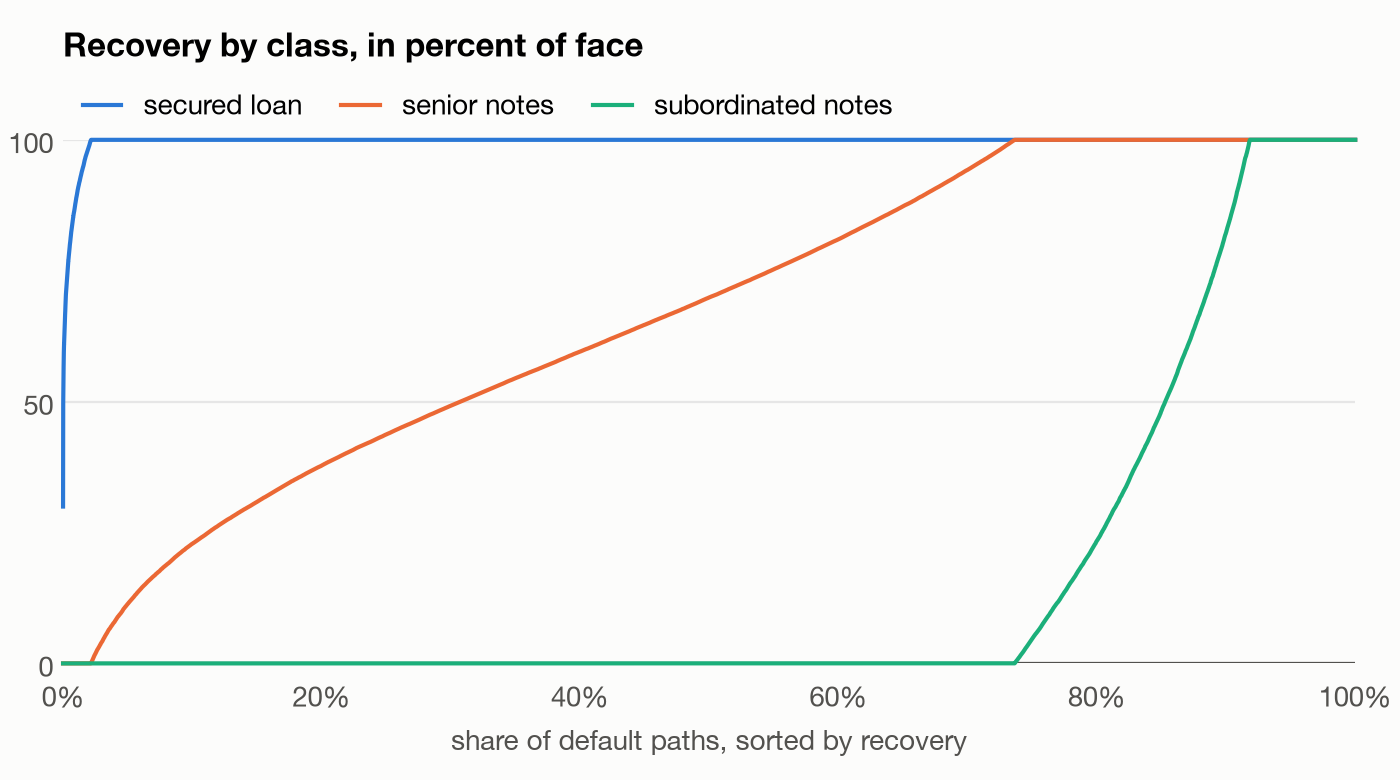 Recovery by class, in percent of face
secured loan senior notes subordinated notes
100
50
0
0% 20% 40% 60% 80% 100%
share of default paths, sorted by recovery